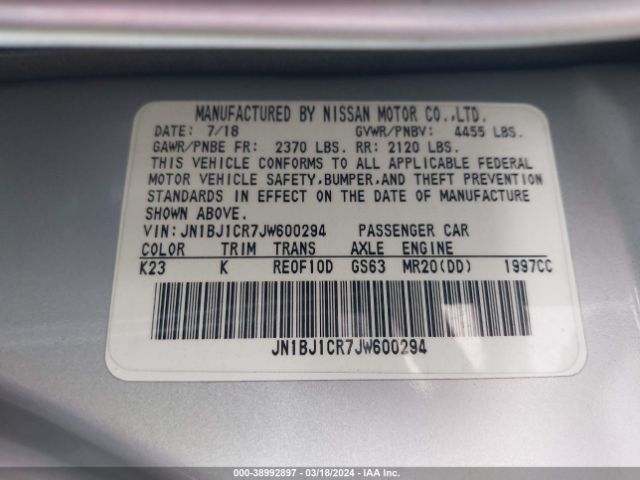 MANUFACTURED BY NISSAN MOTOR CO.,LTD.
DATE: 7/18 GVWR/PNBV: 4455 LBS.
GAWR/PNBE FR: 2370 LBS. RR: 2120 LBS.
THIS VEHICLE CONFORMS TO ALL APPLICABLE FEDERAL
MOTOR VEHICLE SAFETY,BUMPER,AND THEFT PREVENTION
STANDARDS IN EFFECT ON THE DATE OF MANUFACTURE
SHOWN ABOVE.
VIN: JN1BJ1CR7JW600294 PASSENGER CAR
COLOR TRIM TRANS AXLE ENGINE
K23 K RE0F10D GS63 MR20(DD) 1997CC
JN1BJ1CR7JW600294
000-38992897 - 03/18/2024 - IAA Inc.